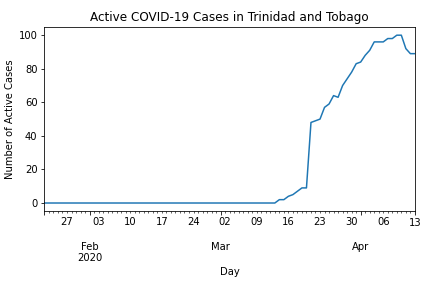 Active COVID-19 Cases in Trinidad and Tobago
Number of Active Cases
100
80
60
40
20
0
27 03 10 17 24 02 09 16 23 30 06 13
Feb Mar Apr
2020
Day